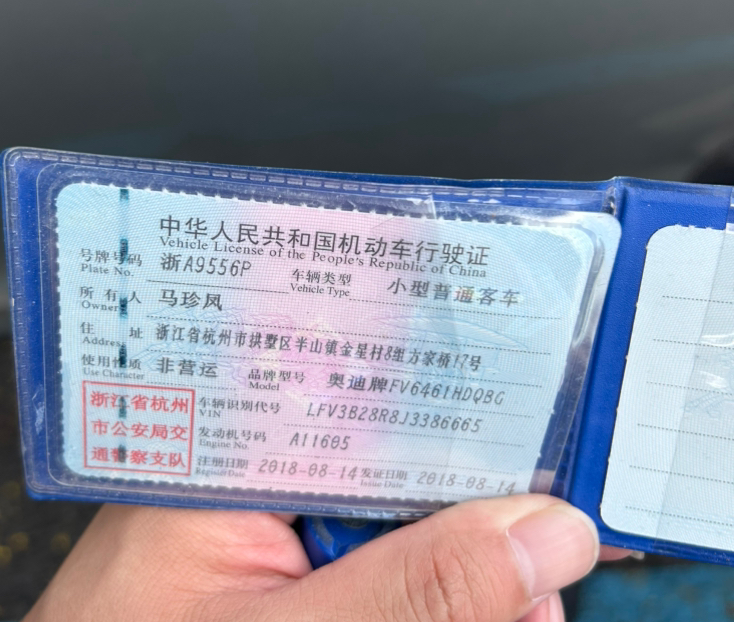 中华人民共和国机动车行驶证
Vehicle License of the People's Republic of China
号牌号码 浙A9556P 车辆类型 小型普通客车
Plate No. Vehicle Type
所有人 马珍凤
Owner
住址 浙江省杭州市拱墅区半山镇金星村8组方家桥17号
Address
使用性质 非营运 品牌型号 奥迪牌FV6461HDQBG
Use Character Model
浙江省杭州 车辆识别代号 LFV3B28R8J3386665
VIN
市公安局交 发动机号码 A11605
Engine No.
通警察支队 注册日期 2018-08-14 发证日期 2018-08-14
Register Date Issue Date